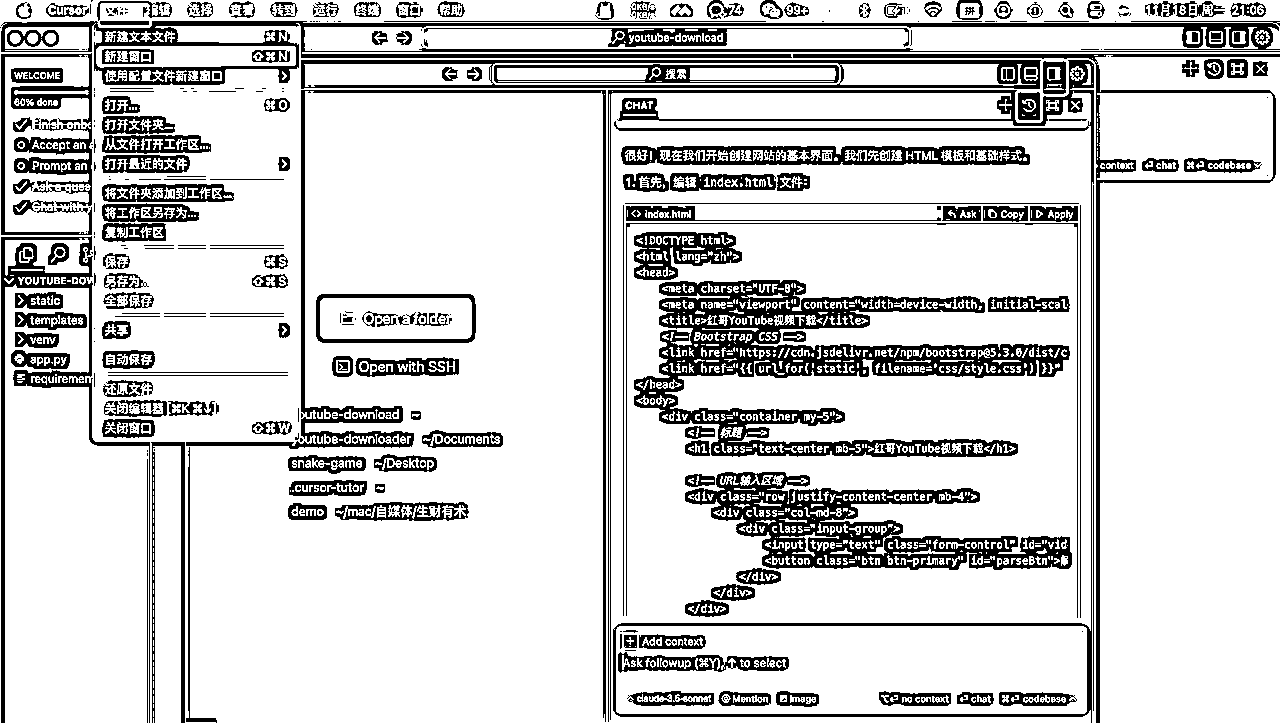 Cursor 文件 选择 查看 转到 运行 终端 窗口 帮助 74 99+ 拼 11月18日 周一 21:06
youtube-download
新建文本文件 ⌘N
新建窗口 ⇧⌘N
使用配置文件新建窗口
打开... ⌘O
打开文件夹...
从文件打开工作区...
打开最近的文件
将文件夹添加到工作区...
将工作区另存为...
复制工作区
保存 ⌘S
另存为... ⇧⌘S
全部保存
共享
自动保存
还原文件
关闭编辑器 [⌘K ⌘W]
关闭窗口 ⇧⌘W
WELCOME
60% done
Finish onbo
Accept an
Prompt an
Ask a ques
Chat with y
YOUTUBE-DOW
static
templates
venv
app.py
requiremen
搜索
Open a folder
Open with SSH
outube-download ~
youtube-downloader ~/Documents
snake-game ~/Desktop
.cursor-tutor ~
demo ~/mac/自媒体/生财有术
CHAT
很好！现在我们开始创建网站的基本界面。我们先创建 HTML 模板和基础样式。
1. 首先，编辑 index.html 文件:
index.html Ask Copy Apply
<!DOCTYPE html>
<html lang="zh">
<head>
<meta charset="UTF-8">
<meta name="viewport" content="width=device-width, initial-scal
<title>红哥YouTube视频下载</title>
<!-- Bootstrap CSS -->
<link href="https://cdn.jsdelivr.net/npm/bootstrap@5.3.0/dist/c
<link href="{{ url_for('static', filename='css/style.css') }}"
</head>
<body>
<div class="container my-5">
<!-- 标题 -->
<h1 class="text-center mb-5">红哥YouTube视频下载</h1>
<!-- URL输入区域 -->
<div class="row justify-content-center mb-4">
<div class="col-md-8">
<div class="input-group">
<input type="text" class="form-control" id="vid
<button class="btn btn-primary" id="parseBtn">
</div>
</div>
</div>
Add context
Ask followup (⌘Y), ↑ to select
claude-3.5-sonnet @ Mention Image ⌥⏎ no context ⏎ chat ⌘⏎ codebase
context ⏎ chat ⌘⏎ codebase